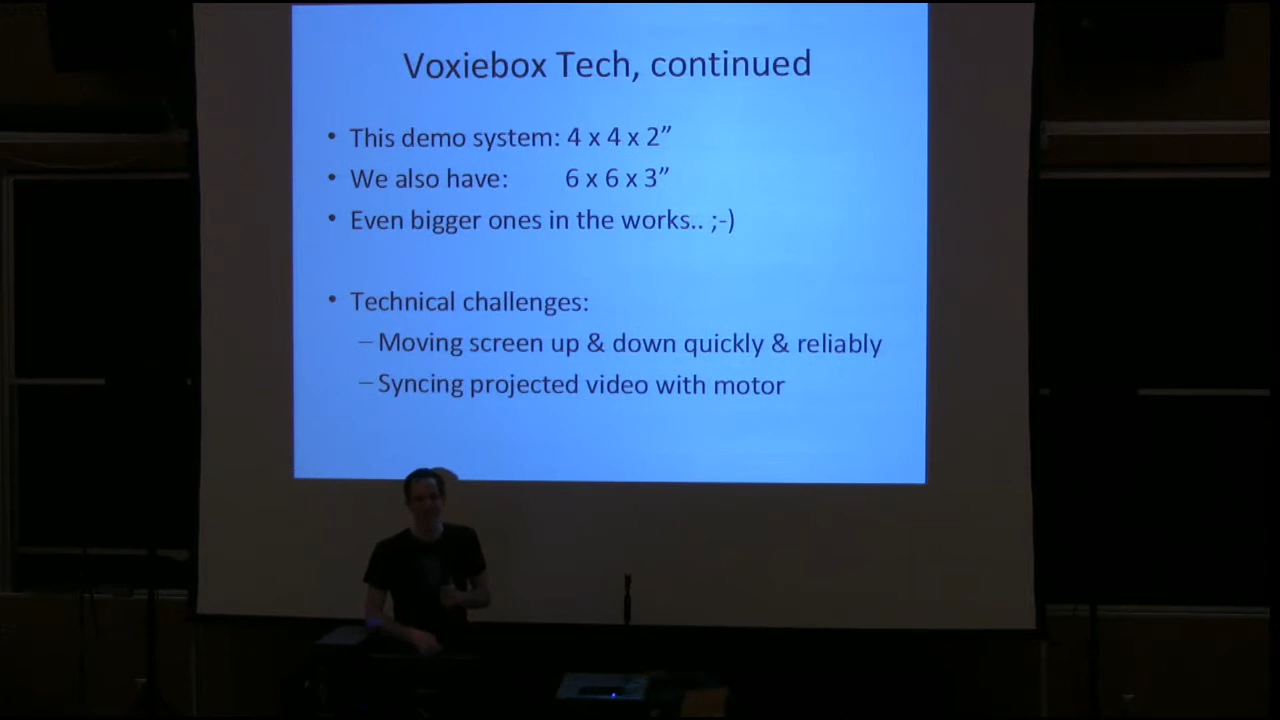 Voxiebox Tech, continued
• This demo system: 4 x 4 x 2”
• We also have: 6 x 6 x 3”
• Even bigger ones in the works.. ;-)
• Technical challenges:
– Moving screen up & down quickly & reliably
– Syncing projected video with motor